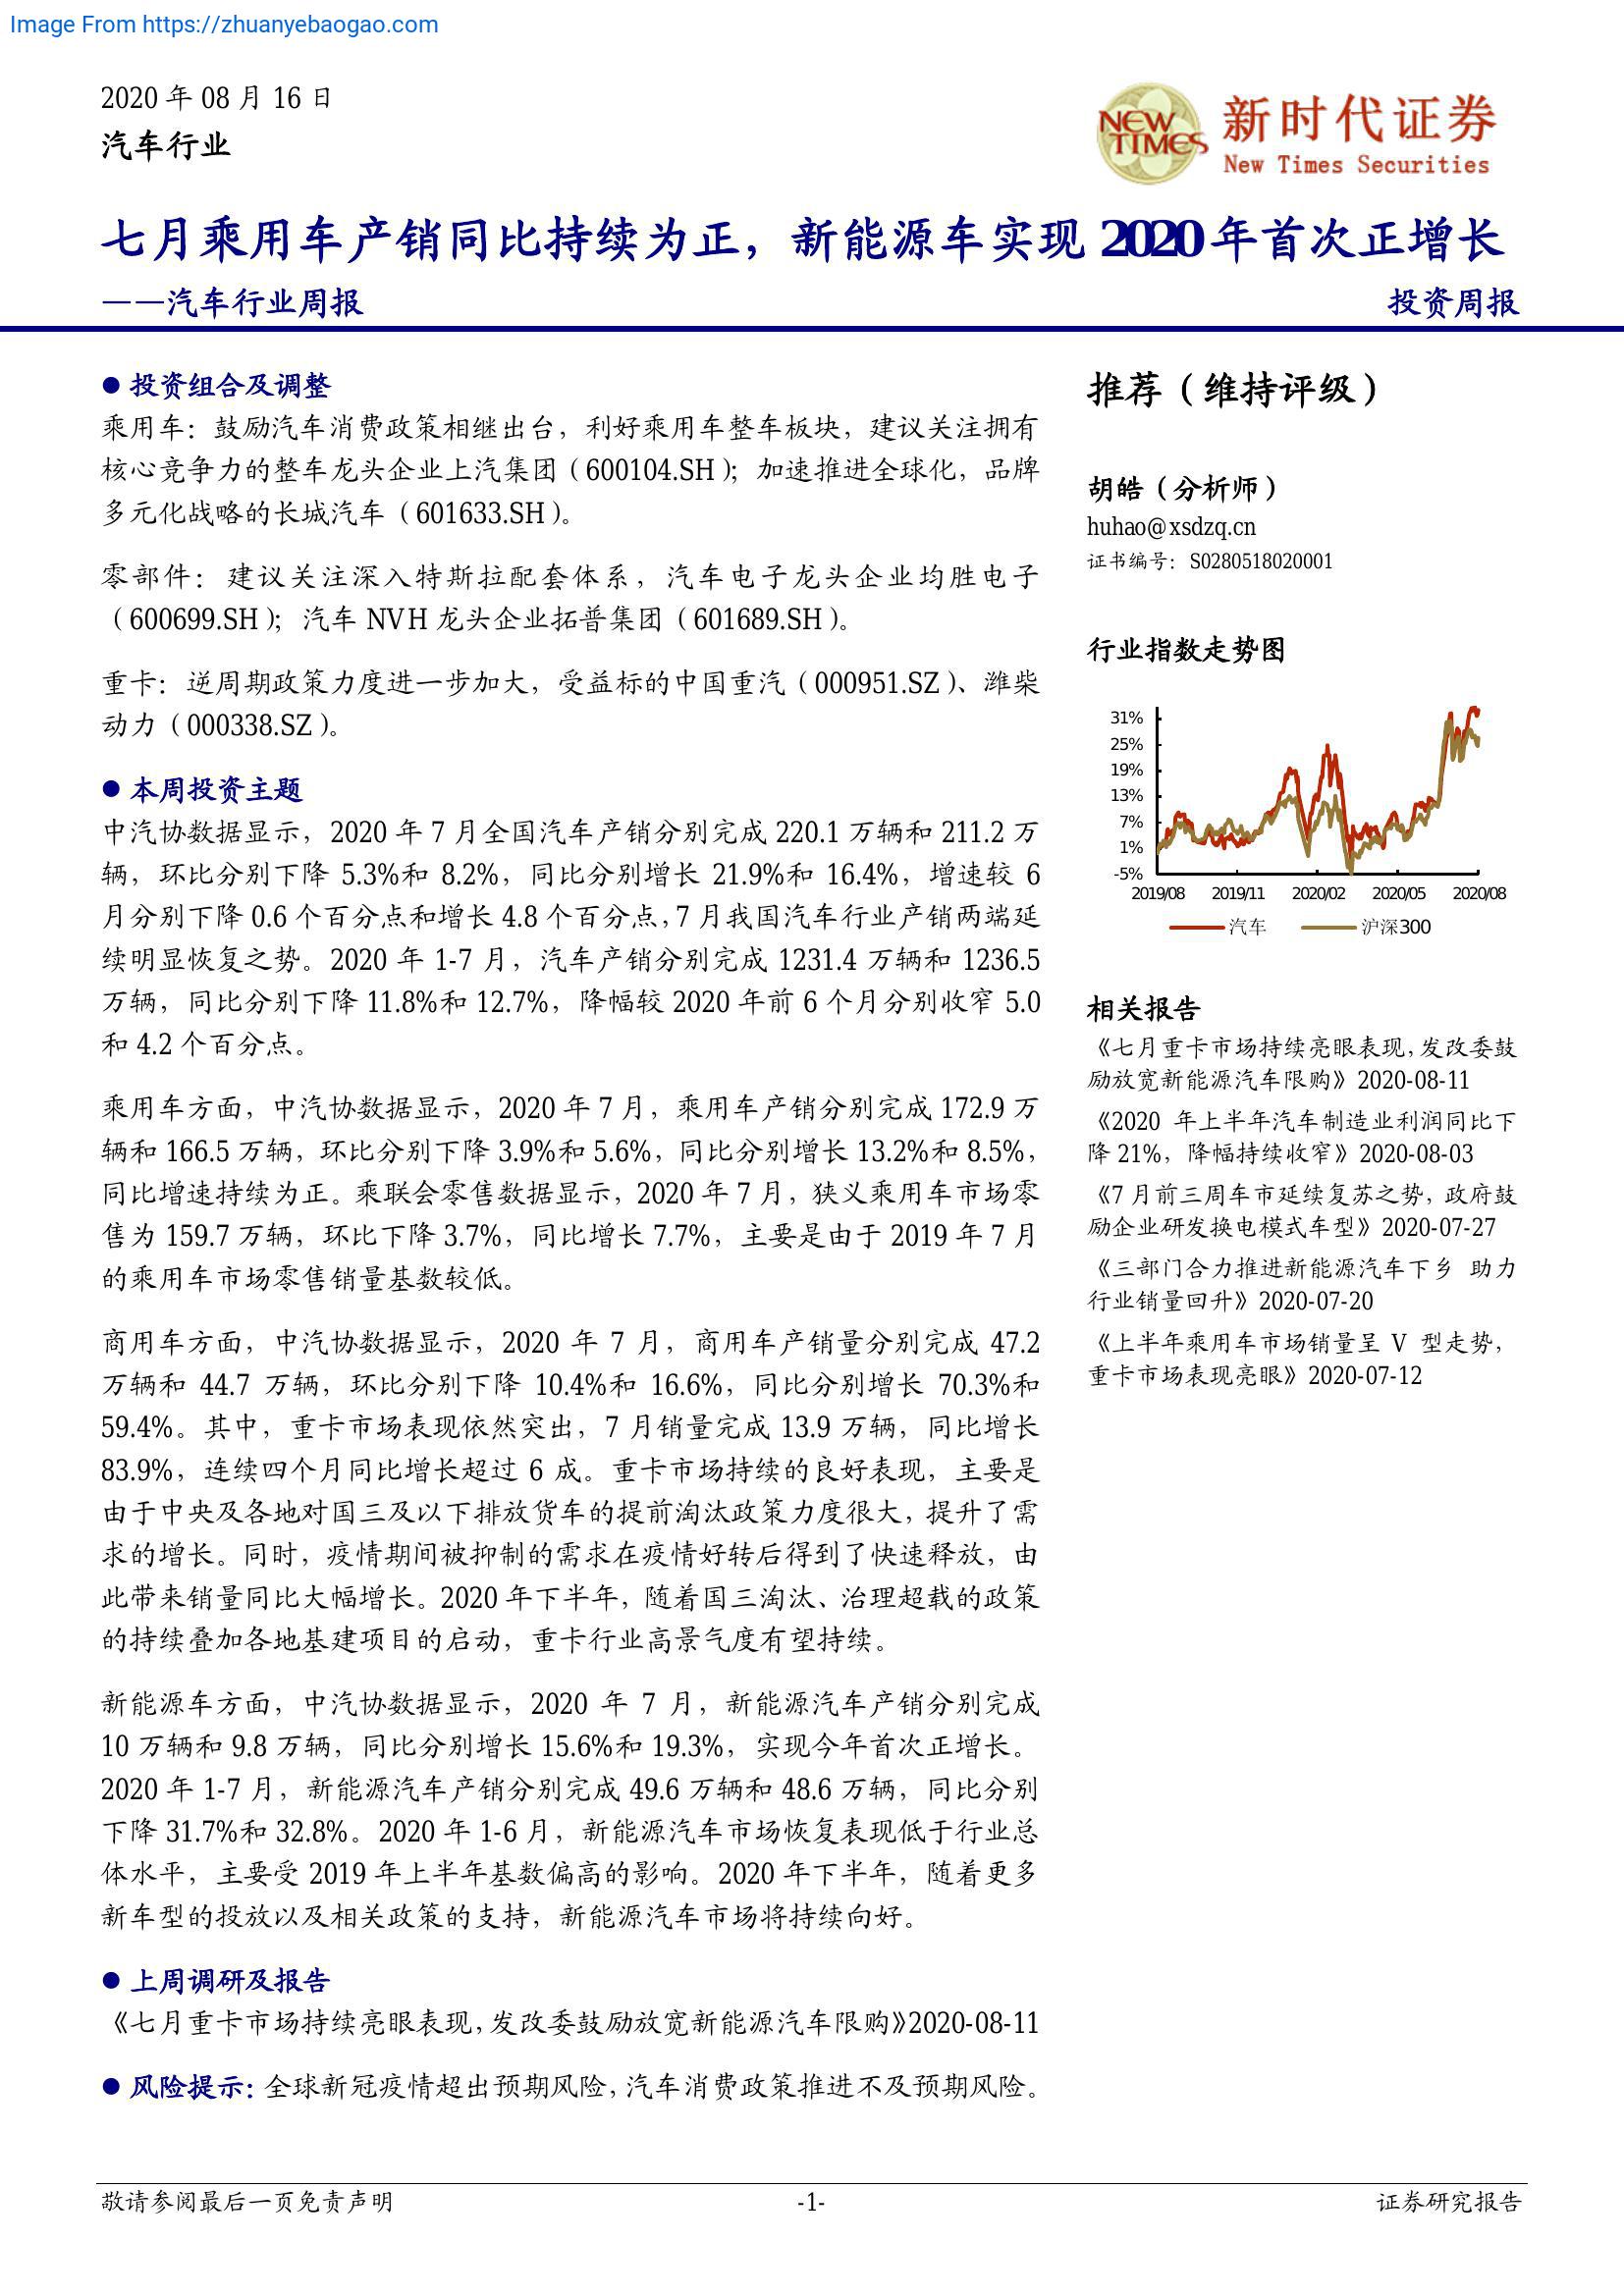 Image From https://zhuanyebaogao.com
2020 年 08 月 16 日
汽车行业
NEW TIMES
新时代证券
New Times Securities
七月乘用车产销同比持续为正，新能源车实现 2020 年首次正增长
——汽车行业周报
投资周报
● 投资组合及调整
乘用车：鼓励汽车消费政策相继出台，利好乘用车整车板块，建议关注拥有
核心竞争力的整车龙头企业上汽集团（600104.SH）；加速推进全球化，品牌
多元化战略的长城汽车（601633.SH）。
零部件：建议关注深入特斯拉配套体系，汽车电子龙头企业均胜电子
（600699.SH）；汽车 NVH 龙头企业拓普集团（601689.SH）。
重卡：逆周期政策力度进一步加大，受益标的中国重汽（000951.SZ）、潍柴
动力（000338.SZ）。
● 本周投资主题
中汽协数据显示，2020 年 7 月全国汽车产销分别完成 220.1 万辆和 211.2 万
辆，环比分别下降 5.3%和 8.2%，同比分别增长 21.9%和 16.4%，增速较 6
月分别下降 0.6 个百分点和增长 4.8 个百分点，7 月我国汽车行业产销两端延
续明显恢复之势。2020 年 1-7 月，汽车产销分别完成 1231.4 万辆和 1236.5
万辆，同比分别下降 11.8%和 12.7%，降幅较 2020 年前 6 个月分别收窄 5.0
和 4.2 个百分点。
乘用车方面，中汽协数据显示，2020 年 7 月，乘用车产销分别完成 172.9 万
辆和 166.5 万辆，环比分别下降 3.9%和 5.6%，同比分别增长 13.2%和 8.5%，
同比增速持续为正。乘联会零售数据显示，2020 年 7 月，狭义乘用车市场零
售为 159.7 万辆，环比下降 3.7%，同比增长 7.7%，主要是由于 2019 年 7 月
的乘用车市场零售销量基数较低。
商用车方面，中汽协数据显示，2020 年 7 月，商用车产销量分别完成 47.2
万辆和 44.7 万辆，环比分别下降 10.4%和 16.6%，同比分别增长 70.3%和
59.4%。其中，重卡市场表现依然突出，7 月销量完成 13.9 万辆，同比增长
83.9%，连续四个月同比增长超过 6 成。重卡市场持续的良好表现，主要是
由于中央及各地对国三及以下排放货车的提前淘汰政策力度很大，提升了需
求的增长。同时，疫情期间被抑制的需求在疫情好转后得到了快速释放，由
此带来销量同比大幅增长。2020 年下半年，随着国三淘汰、治理超载的政策
的持续叠加各地基建项目的启动，重卡行业高景气度有望持续。
新能源车方面，中汽协数据显示，2020 年 7 月，新能源汽车产销分别完成
10 万辆和 9.8 万辆，同比分别增长 15.6%和 19.3%，实现今年首次正增长。
2020 年 1-7 月，新能源汽车产销分别完成 49.6 万辆和 48.6 万辆，同比分别
下降 31.7%和 32.8%。2020 年 1-6 月，新能源汽车市场恢复表现低于行业总
体水平，主要受 2019 年上半年基数偏高的影响。2020 年下半年，随着更多
新车型的投放以及相关政策的支持，新能源汽车市场将持续向好。
● 上周调研及报告
《七月重卡市场持续亮眼表现，发改委鼓励放宽新能源汽车限购》2020-08-11
● 风险提示：全球新冠疫情超出预期风险，汽车消费政策推进不及预期风险。
推荐（维持评级）
胡皓（分析师）
huhao@xsdzq.cn
证书编号：S0280518020001
行业指数走势图
31%
25%
19%
13%
7%
1%
-5%
2019/08 2019/11 2020/02 2020/05 2020/08
汽车 沪深300
相关报告
《七月重卡市场持续亮眼表现，发改委鼓
励放宽新能源汽车限购》2020-08-11
《2020 年上半年汽车制造业利润同比下
降 21%，降幅持续收窄》2020-08-03
《7 月前三周车市延续复苏之势，政府鼓
励企业研发换电模式车型》2020-07-27
《三部门合力推进新能源汽车下乡 助力
行业销量回升》2020-07-20
《上半年乘用车市场销量呈 V 型走势，
重卡市场表现亮眼》2020-07-12
敬请参阅最后一页免责声明
-1-
证券研究报告